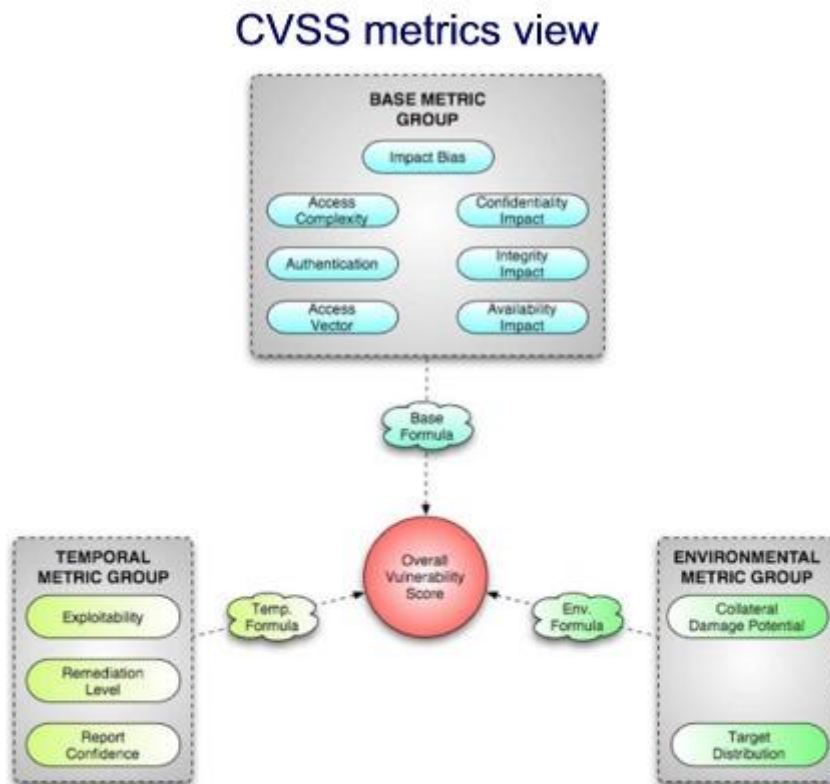 CVSS metrics view
BASE METRIC
GROUP
Impact Bias
Access
Complexity
Confidentiality
Impact
Authentication
Integrity
Impact
Access
Vector
Availability
Impact
Base
Formula
TEMPORAL
METRIC GROUP
Exploitability
Remediation
Level
Report
Confidence
Temp.
Formula
Overall
Vulnerability
Score
Env.
Formula
ENVIRONMENTAL
METRIC GROUP
Collateral
Damage Potential
Target
Distribution